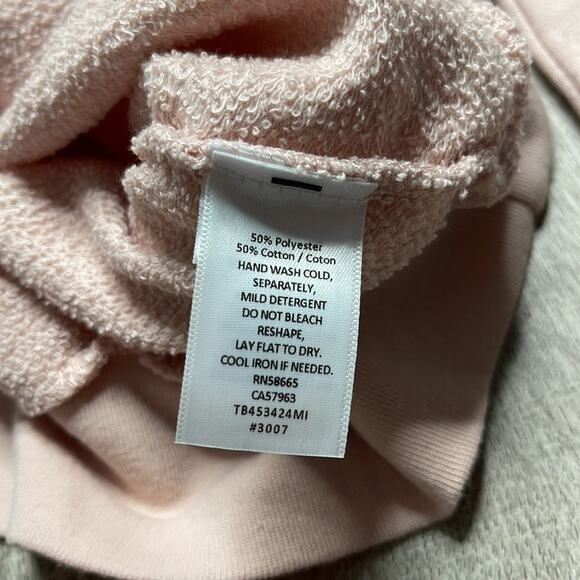 50% Polyester
50% Cotton / Coton
HAND WASH COLD,
SEPARATELY,
MILD DETERGENT
DO NOT BLEACH
RESHAPE,
LAY FLAT TO DRY.
COOL IRON IF NEEDED.
RN58665
CA57963
TB453424MI
#3007